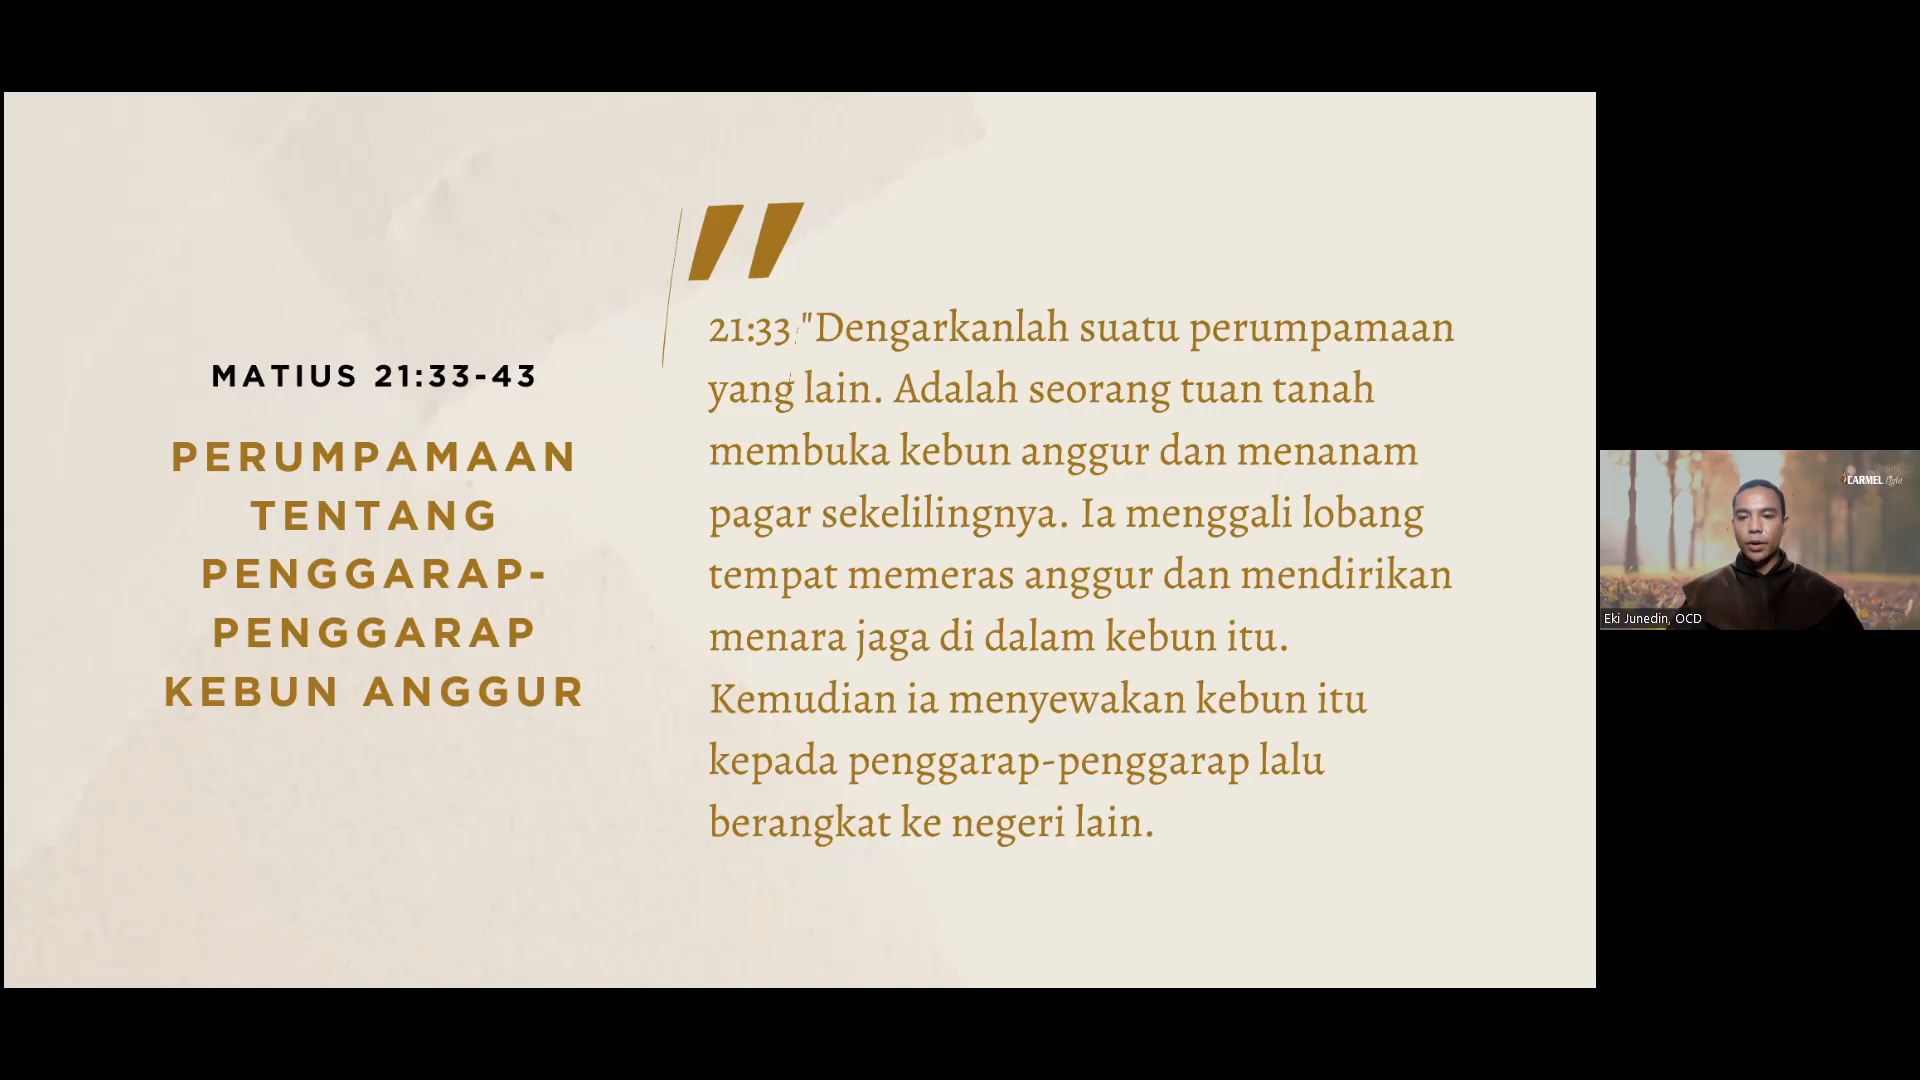 MATIUS 21:33-43
PERUMPAMAAN
TENTANG
PENGGARAP-
PENGGARAP
KEBUN ANGGUR
21:33 "Dengarkanlah suatu perumpamaan
yang lain. Adalah seorang tuan tanah
membuka kebun anggur dan menanam
pagar sekelilingnya. Ia menggali lobang
tempat memeras anggur dan mendirikan
menara jaga di dalam kebun itu.
Kemudian ia menyewakan kebun itu
kepada penggarap-penggarap lalu
berangkat ke negeri lain.
CARMEL Light
Eki Junedin, OCD